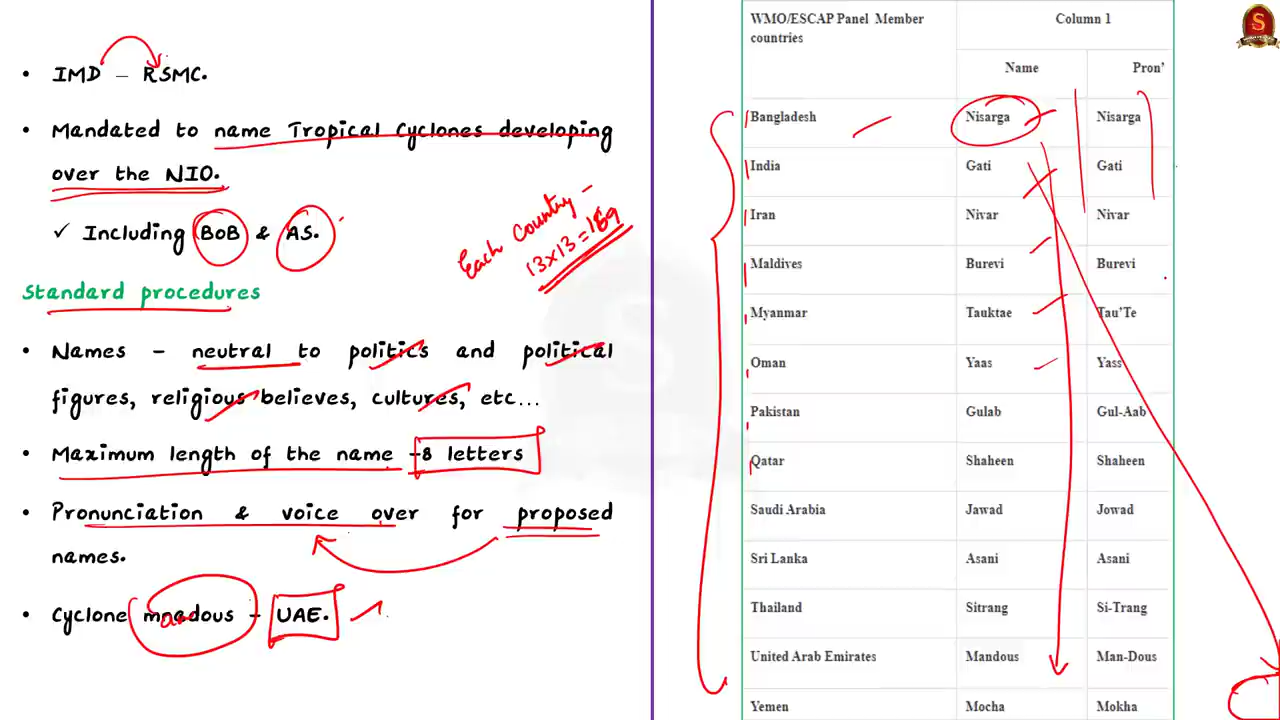 • IMD – RSMC.
• Mandated to name Tropical Cyclones developing
over the NIO.
✓ Including BoB & AS.
Each Country –
13x13 = 169
Standard procedures
• Names – neutral to politics and political
figures, religious believes, cultures, etc...
• Maximum length of the name – 8 letters
• Pronunciation & voice over for proposed
names.
• Cyclone mnadous – UAE.
WMO/ESCAP Panel Member
countries
Column 1
Name Pron'
Bangladesh Nisarga Nisarga
India Gati Gati
Iran Nivar Nivar
Maldives Burevi Burevi
Myanmar Tauktae Tau'Te
Oman Yaas Yass
Pakistan Gulab Gul-Aab
Qatar Shaheen Shaheen
Saudi Arabia Jawad Jowad
Sri Lanka Asani Asani
Thailand Sitrang Si-Trang
United Arab Emirates Mandous Man-Dous
Yemen Mocha Mokha